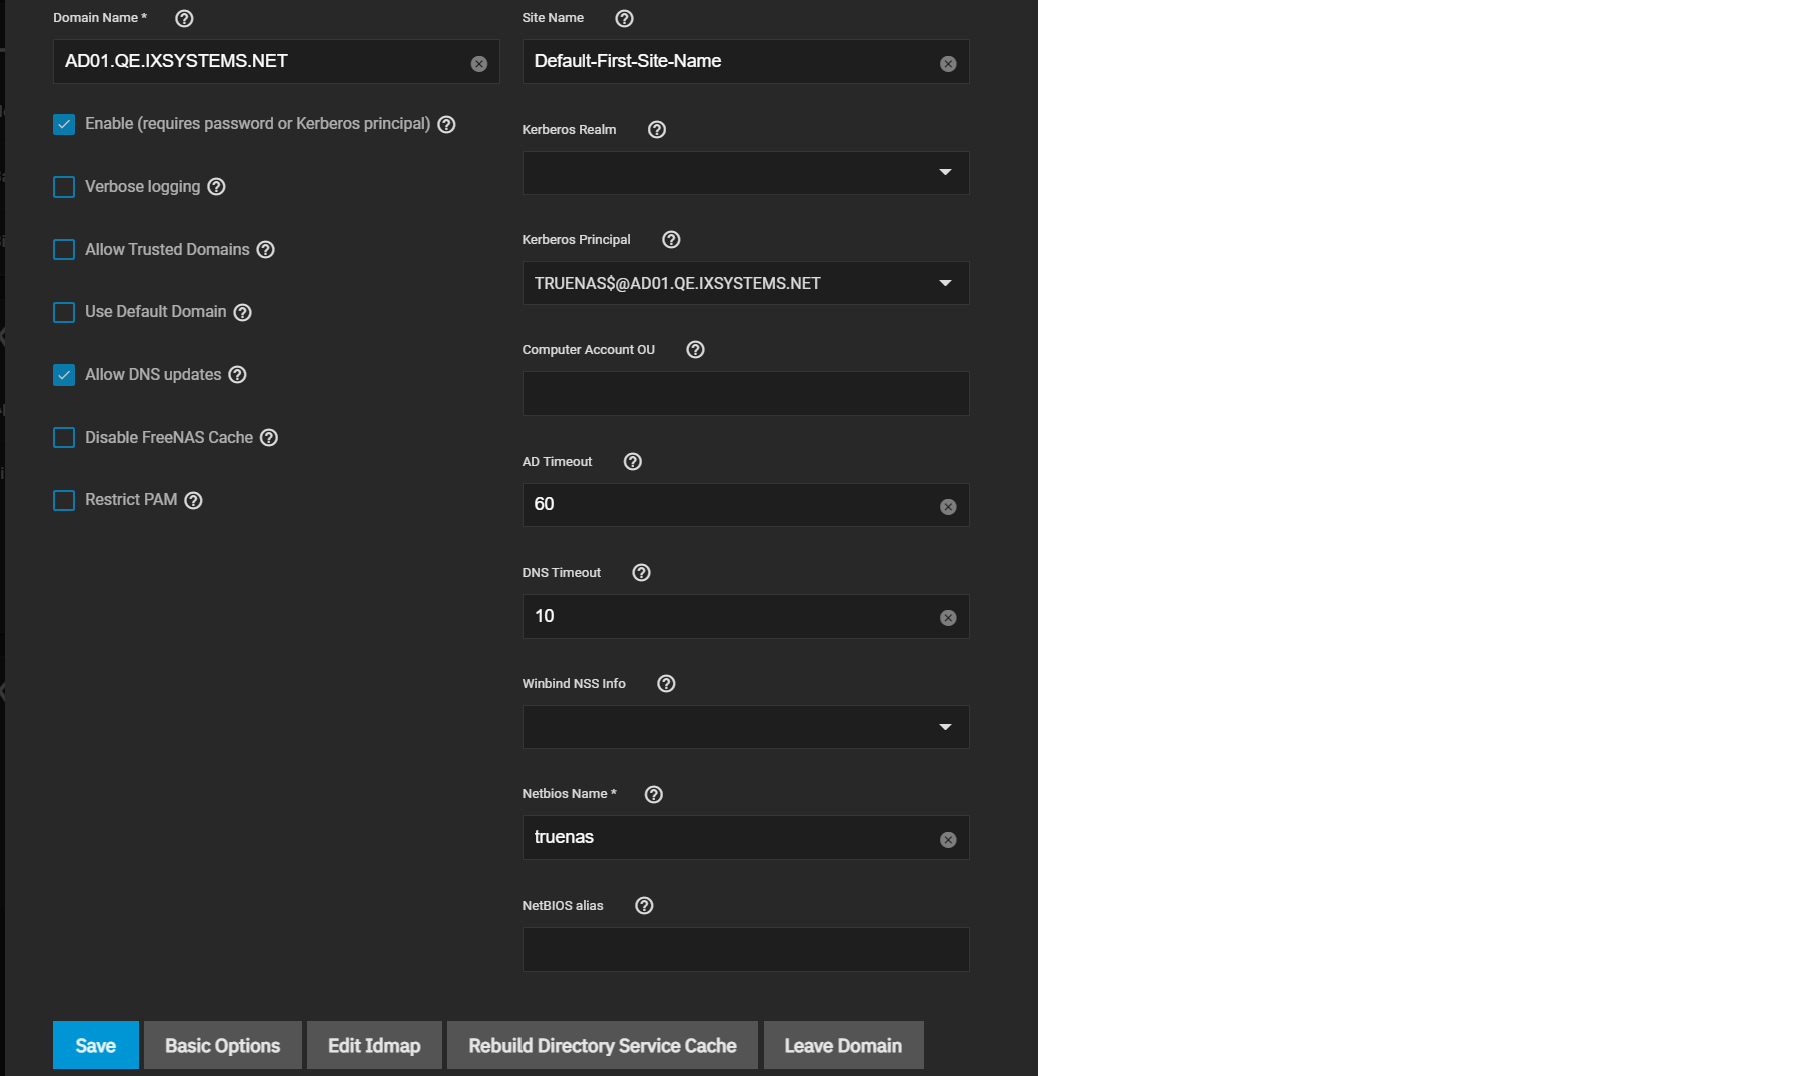 Domain Name *
AD01.QE.IXSYSTEMS.NET
Enable (requires password or Kerberos principal)
Verbose logging
Allow Trusted Domains
Use Default Domain
Allow DNS updates
Disable FreeNAS Cache
Restrict PAM
Site Name
Default-First-Site-Name
Kerberos Realm
Kerberos Principal
TRUENAS$@AD01.QE.IXSYSTEMS.NET
Computer Account OU
AD Timeout
60
DNS Timeout
10
Winbind NSS Info
Netbios Name *
truenas
NetBIOS alias
Save
Basic Options
Edit Idmap
Rebuild Directory Service Cache
Leave Domain